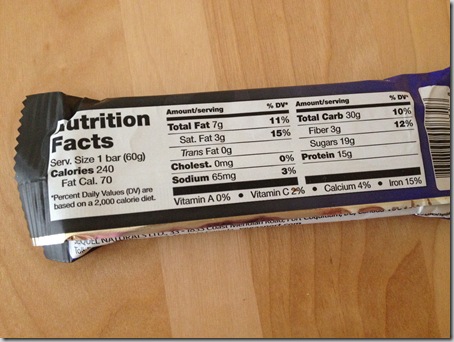 Nutrition
Facts
Serv. Size 1 bar (60g)
Calories 240
Fat Cal. 70
*Percent Daily Values (DV) are
based on a 2,000 calorie diet.
Amount/serving % DV*
Total Fat 7g 11%
Sat. Fat 3g 15%
Trans Fat 0g
Cholest. 0mg 0%
Sodium 65mg 3%
Amount/serving % DV*
Total Carb 30g 10%
Fiber 3g 12%
Sugars 19g
Protein 15g
Vitamin A 0% • Vitamin C 2% • Calcium 4% • Iron 15%